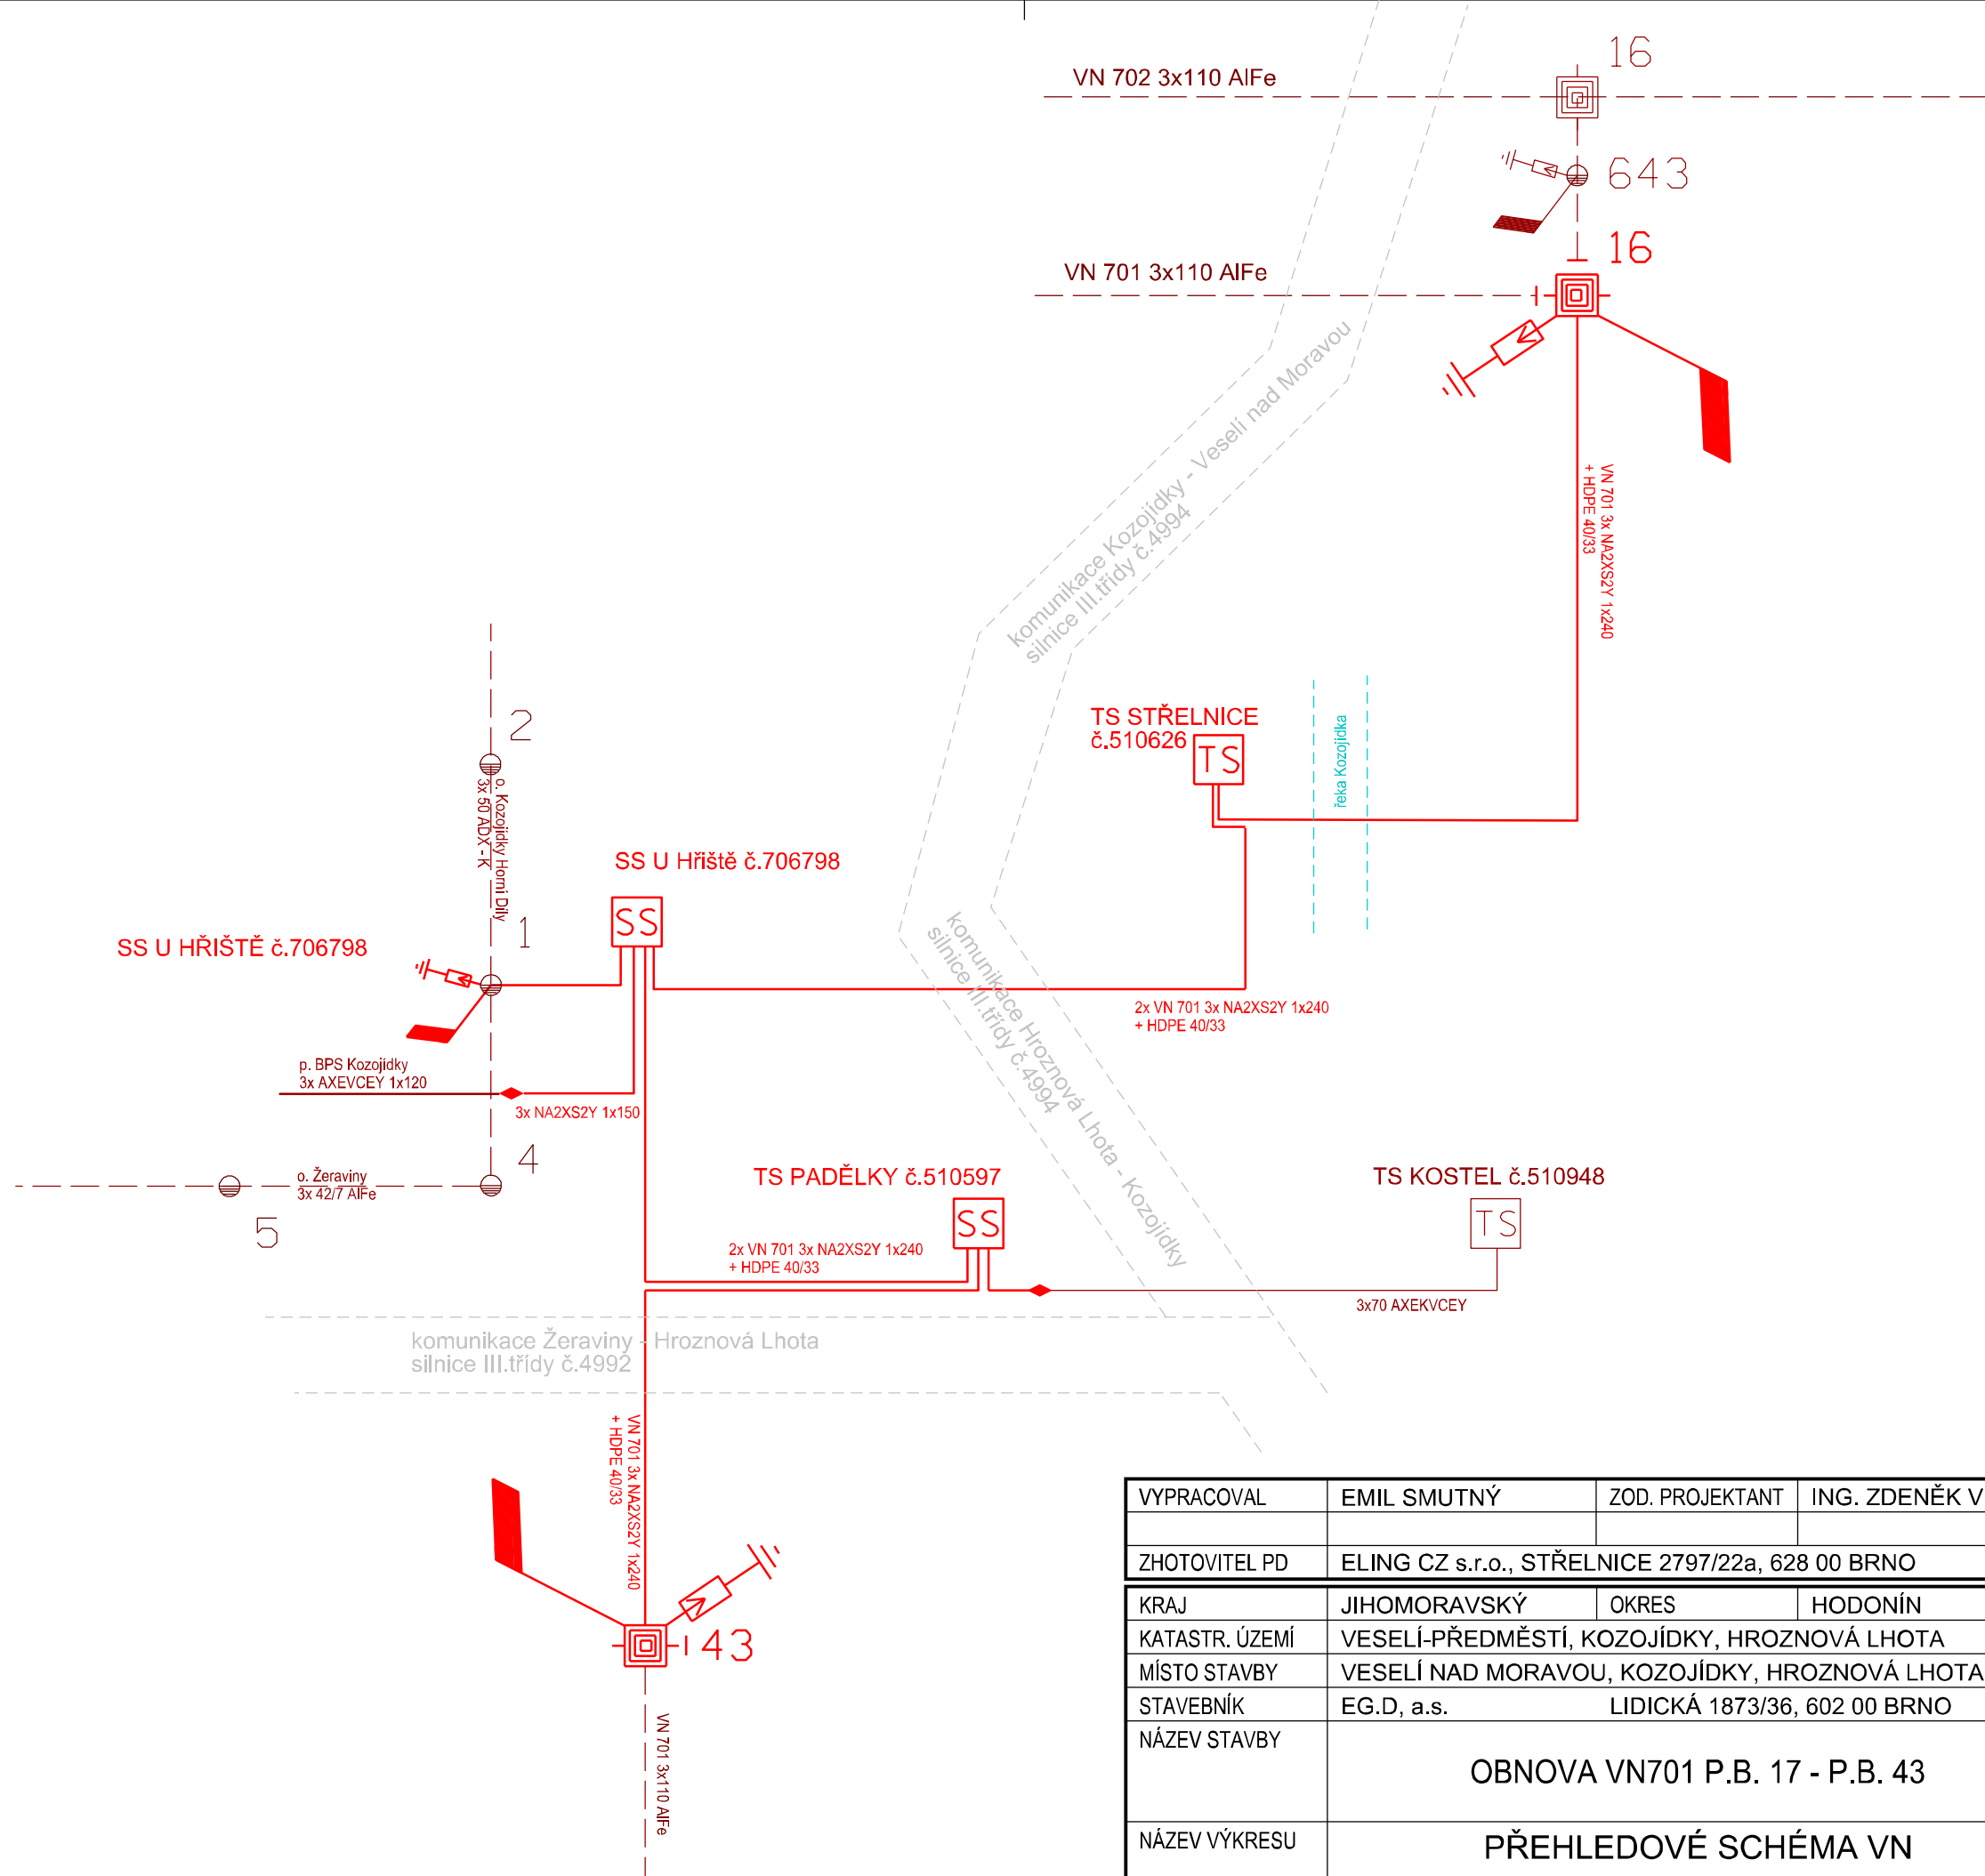 16
VN 702 3x110 AlFe
643
16
VN 701 3x110 AlFe
komunikace Kozojídky - Veselí nad Moravou
silnice III.třídy č.4994
VN 701 3x NA2XS2Y 1x240
+ HDPE 40/33
TS STŘELNICE
č.510626
TS
řeka Kozojídka
2
o. Kozojídky Horní Díly
3x 50 ADX - K
SS U Hřiště č.706798
SS
1
SS U HŘIŠTĚ č.706798
komunikace Hroznová Lhota - Kozojídky
silnice III.třídy č.4994
2x VN 701 3x NA2XS2Y 1x240
+ HDPE 40/33
p. BPS Kozojídky
3x AXEVCEY 1x120
3x NA2XS2Y 1x150
4
o. Žeraviny
3x 42/7 AlFe
5
TS PADĚLKY č.510597
SS
TS KOSTEL č.510948
TS
2x VN 701 3x NA2XS2Y 1x240
+ HDPE 40/33
3x70 AXEKVCEY
komunikace Žeraviny - Hroznová Lhota
silnice III.třídy č.4992
VN 701 3x NA2XS2Y 1x240
+ HDPE 40/33
43
VN 701 3x110 AlFe
VYPRACOVAL EMIL SMUTNÝ ZOD. PROJEKTANT ING. ZDENĚK V
ZHOTOVITEL PD ELING CZ s.r.o., STŘELNICE 2797/22a, 628 00 BRNO
KRAJ JIHOMORAVSKÝ OKRES HODONÍN
KATASTR. ÚZEMÍ VESELÍ-PŘEDMĚSTÍ, KOZOJÍDKY, HROZNOVÁ LHOTA
MÍSTO STAVBY VESELÍ NAD MORAVOU, KOZOJÍDKY, HROZNOVÁ LHOTA
STAVEBNÍK EG.D, a.s. LIDICKÁ 1873/36, 602 00 BRNO
NÁZEV STAVBY
OBNOVA VN701 P.B. 17 - P.B. 43
NÁZEV VÝKRESU PŘEHLEDOVÉ SCHÉMA VN